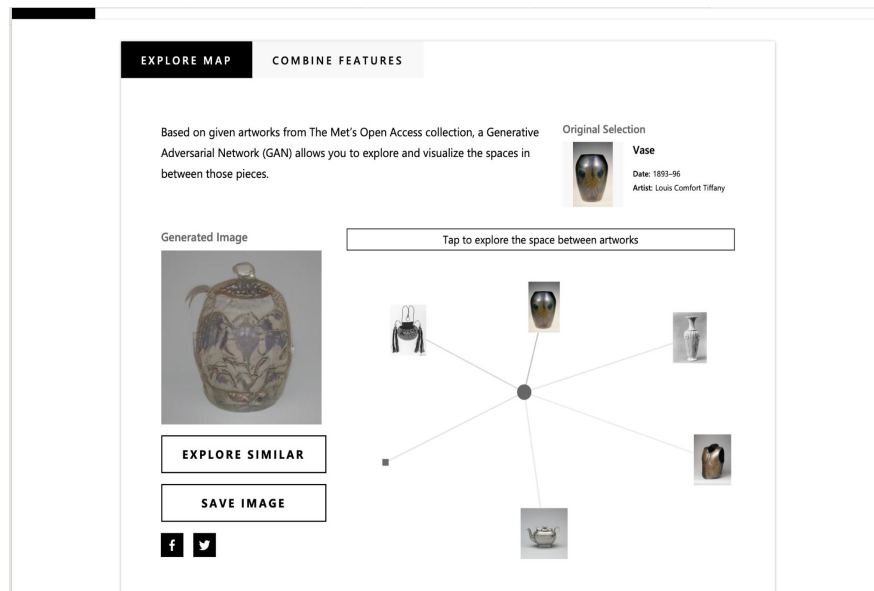 EXPLORE MAP
COMBINE FEATURES
Based on given artworks from The Met's Open Access collection, a Generative
Adversarial Network (GAN) allows you to explore and visualize the spaces in
between those pieces.
Original Selection
Vase
Date: 1893–96
Artist: Louis Comfort Tiffany
Generated Image
Tap to explore the space between artworks
EXPLORE SIMILAR
SAVE IMAGE